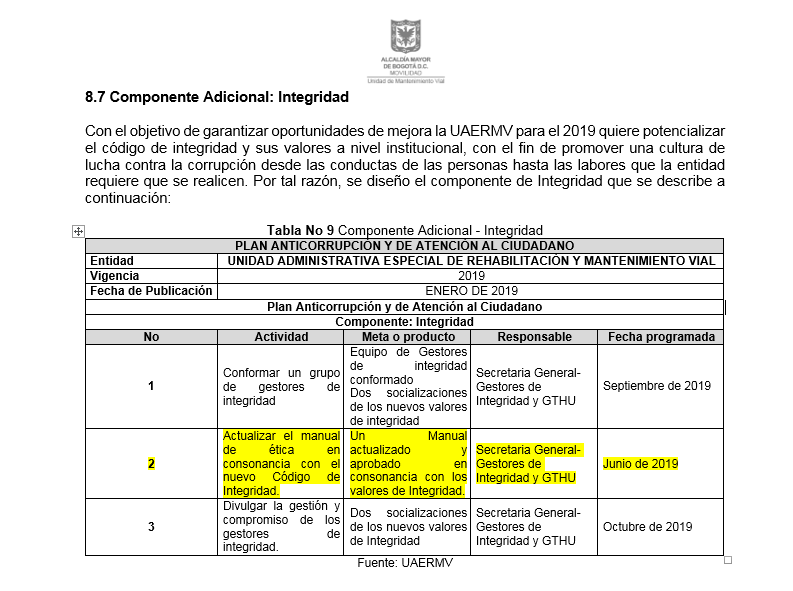 ALCALDÍA MAYOR
DE BOGOTÁ D.C.
MOVILIDAD
Unidad de Mantenimiento Vial
8.7 Componente Adicional: Integridad
Con el objetivo de garantizar oportunidades de mejora la UAERMV para el 2019 quiere potencializar
el código de integridad y sus valores a nivel institucional, con el fin de promover una cultura de
lucha contra la corrupción desde las conductas de las personas hasta las labores que la entidad
requiere que se realicen. Por tal razón, se diseño el componente de Integridad que se describe a
continuación:
Tabla No 9 Componente Adicional - Integridad
PLAN ANTICORRUPCIÓN Y DE ATENCIÓN AL CIUDADANO
Entidad UNIDAD ADMINISTRATIVA ESPECIAL DE REHABILITACIÓN Y MANTENIMIENTO VIAL
Vigencia 2019
Fecha de Publicación ENERO DE 2019
Plan Anticorrupción y de Atención al Ciudadano
Componente: Integridad
No Actividad Meta o producto Responsable Fecha programada
1
Conformar un grupo
de gestores de
integridad
Equipo de Gestores
de integridad
conformado
Dos socializaciones
de los nuevos valores
de integridad
Secretaria General-
Gestores de
Integridad y GTHU
Septiembre de 2019
2
Actualizar el manual
de ética en
consonancia con el
nuevo Código de
Integridad.
Un Manual
actualizado y
aprobado en
consonancia con los
valores de Integridad.
Secretaria General-
Gestores de
Integridad y GTHU
Junio de 2019
3
Divulgar la gestión y
compromiso de los
gestores de
integridad.
Dos socializaciones
de los nuevos valores
de Integridad
Secretaria General-
Gestores de
Integridad y GTHU
Octubre de 2019
Fuente: UAERMV